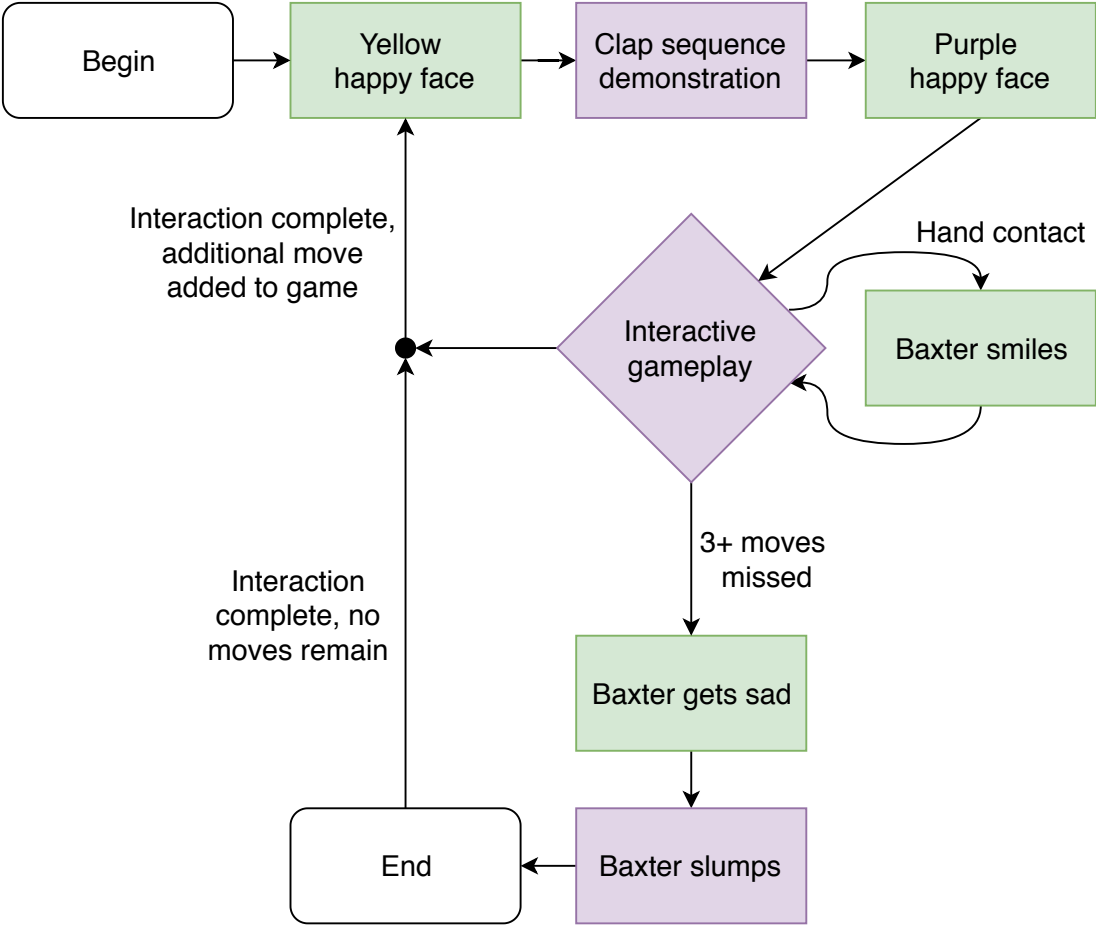 Begin
Yellow
happy face
Clap sequence
demonstration
Purple
happy face
Interaction complete,
additional move
added to game
Hand contact
Interactive
gameplay
Baxter smiles
3+ moves
missed
Interaction
complete, no
moves remain
Baxter gets sad
End
Baxter slumps